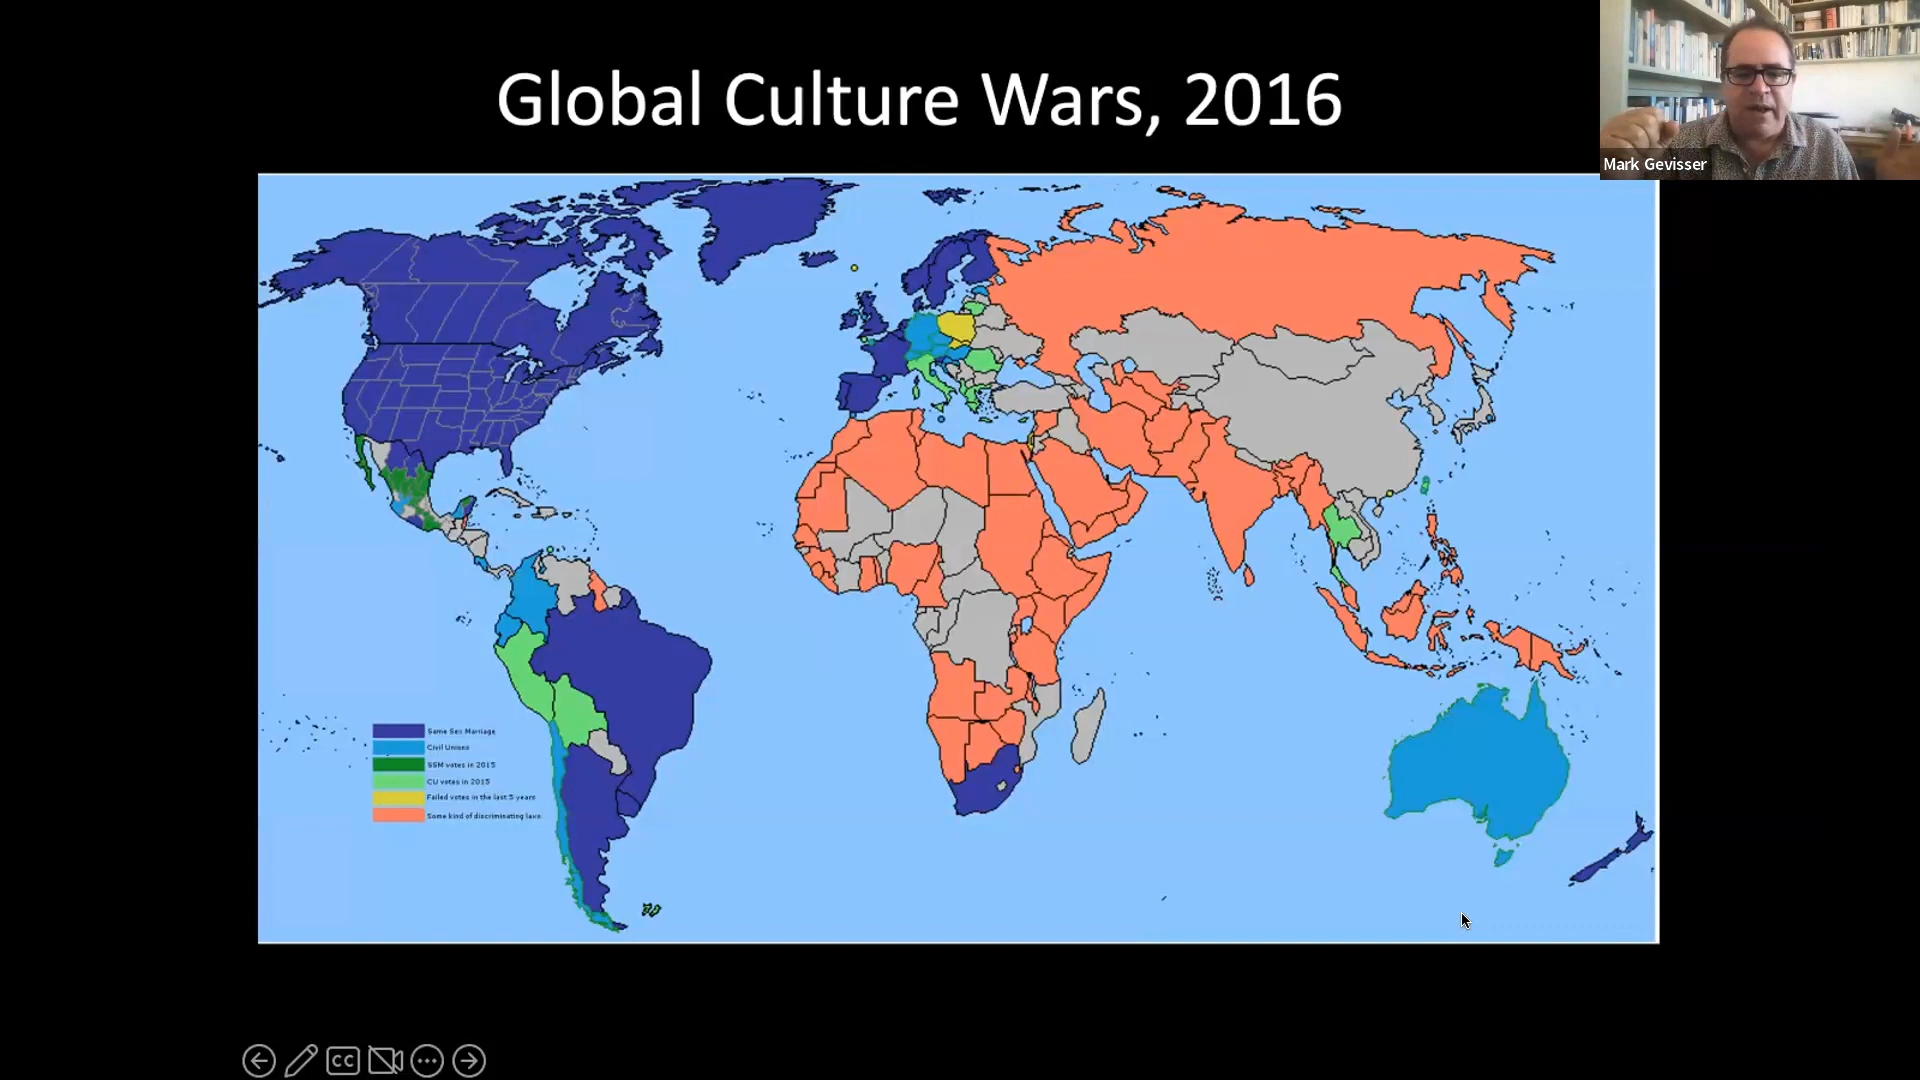 Global Culture Wars, 2016
Mark Gevisser
Same Sex Marriage
Civil Unions
SSM votes in 2015
CU votes in 2015
Failed votes in the last 5 years
Some kind of discriminating laws
CC